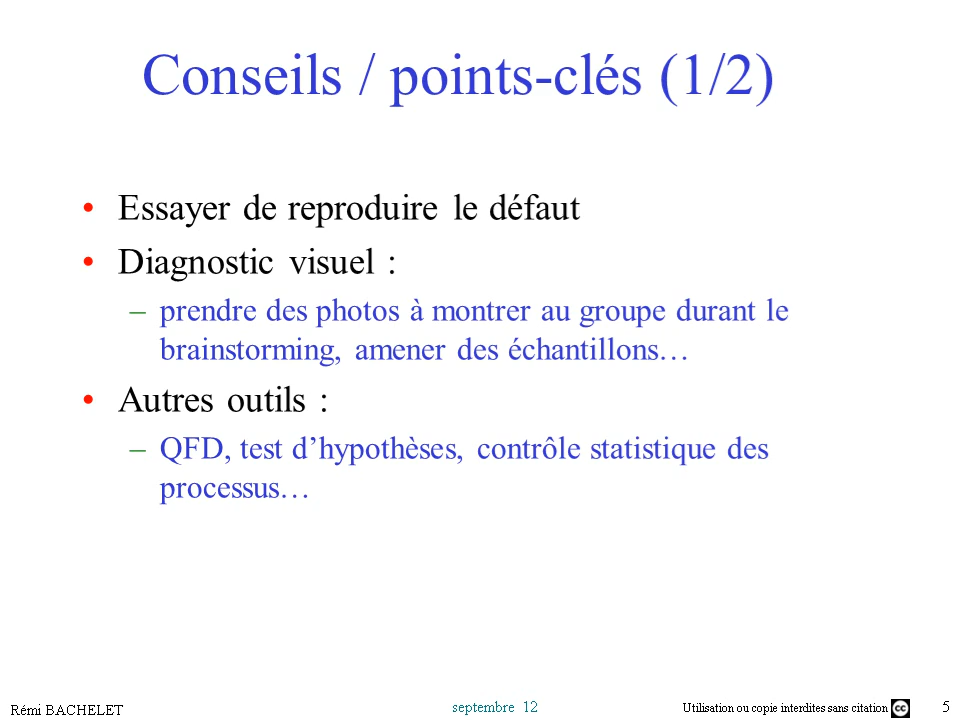 Conseils / points-clés (1/2)
• Essayer de reproduire le défaut
• Diagnostic visuel :
– prendre des photos à montrer au groupe durant le
brainstorming, amener des échantillons…
• Autres outils :
– QFD, test d’hypothèses, contrôle statistique des
processus…
Rémi BACHELET
septembre 12
Utilisation ou copie interdites sans citation
cc
5